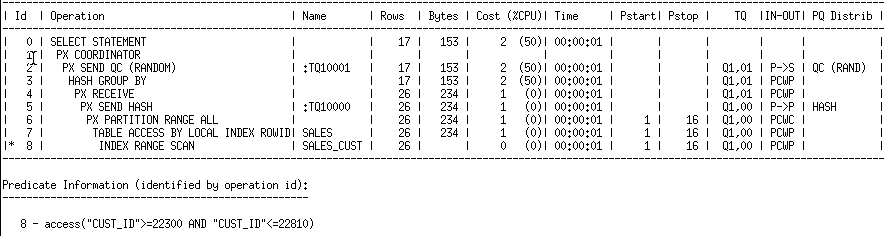 | Id | Operation | Name | Rows | Bytes | Cost (%CPU)| Time | Pstart| Pstop | TQ |IN-OUT| PQ Distrib |
| 0 | SELECT STATEMENT | | 17 | 153 | 2 (50)| 00:00:01 | | | | | |
| 1 | PX COORDINATOR | | | | | | | | | | |
| 2 | PX SEND QC (RANDOM) | :TQ10001 | 17 | 153 | 2 (50)| 00:00:01 | | | Q1,01 | P->S | QC (RAND) |
| 3 | HASH GROUP BY | | 17 | 153 | 2 (50)| 00:00:01 | | | Q1,01 | PCWP | |
| 4 | PX RECEIVE | | 26 | 234 | 1 (0)| 00:00:01 | | | Q1,01 | PCWP | |
| 5 | PX SEND HASH | :TQ10000 | 26 | 234 | 1 (0)| 00:00:01 | | | Q1,00 | P->P | HASH |
| 6 | PX PARTITION RANGE ALL | | 26 | 234 | 1 (0)| 00:00:01 | 1 | 16 | Q1,00 | PCWC | |
| 7 | TABLE ACCESS BY LOCAL INDEX ROWID| SALES | 26 | 234 | 1 (0)| 00:00:01 | 1 | 16 | Q1,00 | PCWP | |
|* 8 | INDEX RANGE SCAN | SALES_CUST | 26 | | 0 (0)| 00:00:01 | 1 | 16 | Q1,00 | PCWP | |
Predicate Information (identified by operation id):
8 - access("CUST_ID">=22300 AND "CUST_ID"<=22810)